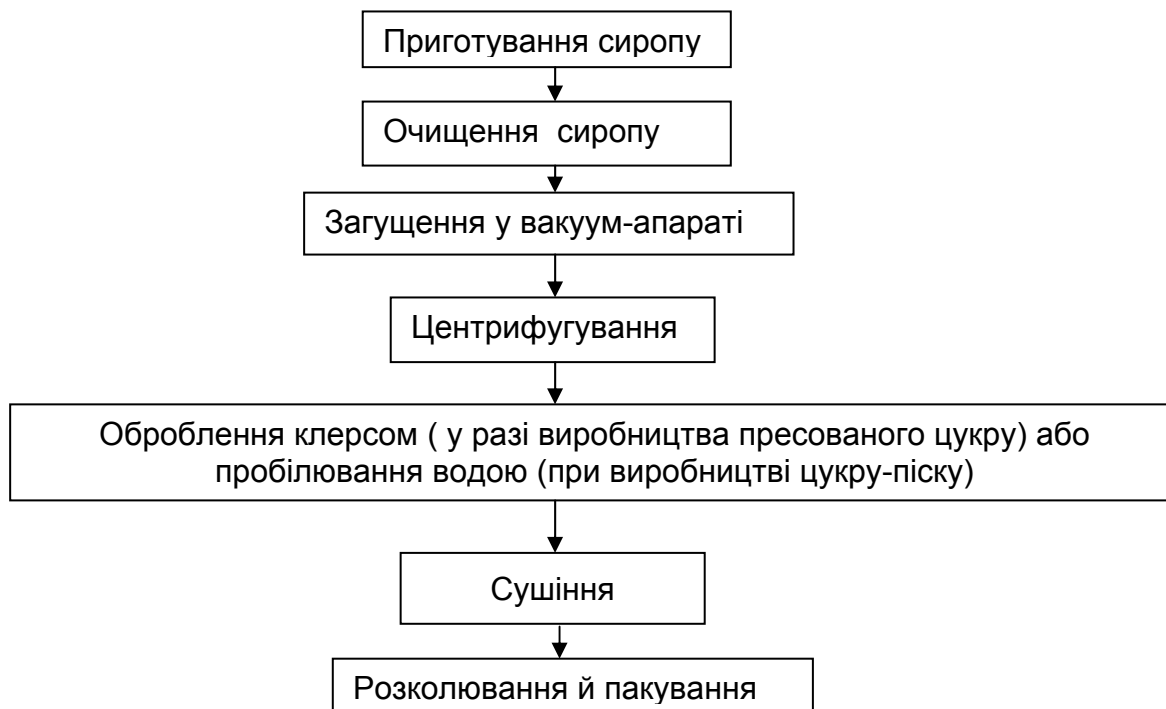 Приготування сиропу
Очищення сиропу
Загущення у вакуум-апараті
Центрифугування
Оброблення клерсом ( у разі виробництва пресованого цукру) або
пробілювання водою (при виробництві цукру-піску)
Сушіння
Розколювання й пакування